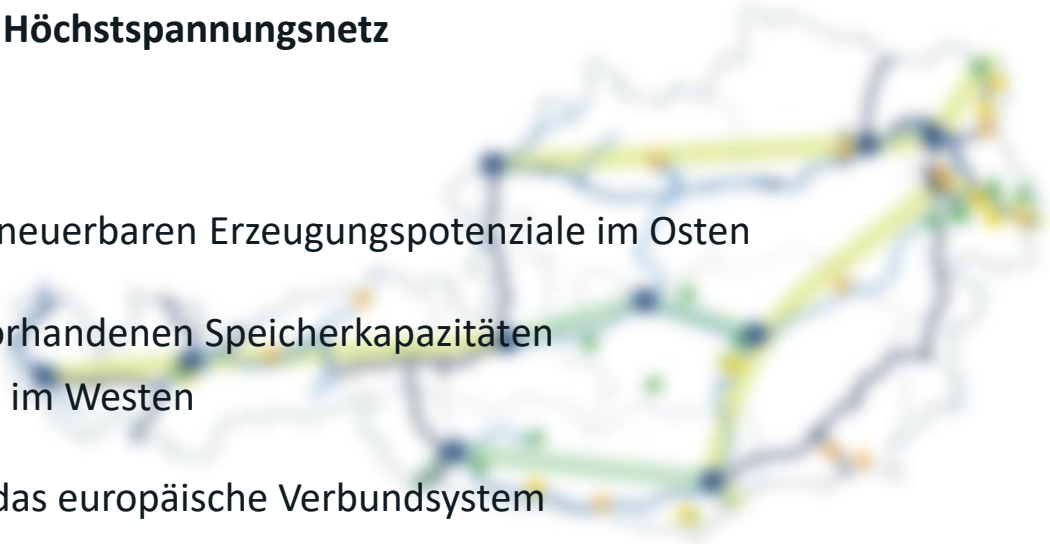 Höchstspannungsnetz
neuerbaren Erzeugungspotenziale im Osten
orhandenen Speicherkapazitäten
im Westen
das europäische Verbundsystem